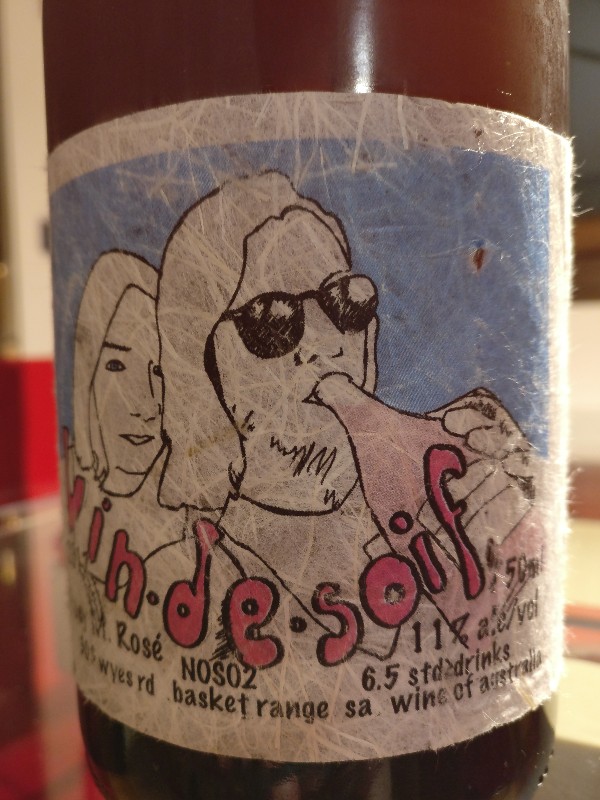 vin·de·soif
750ml
11% alc/vol
M. Rosé NOSO2 6.5 std drinks
wyes rd basket range sa. wine of australia